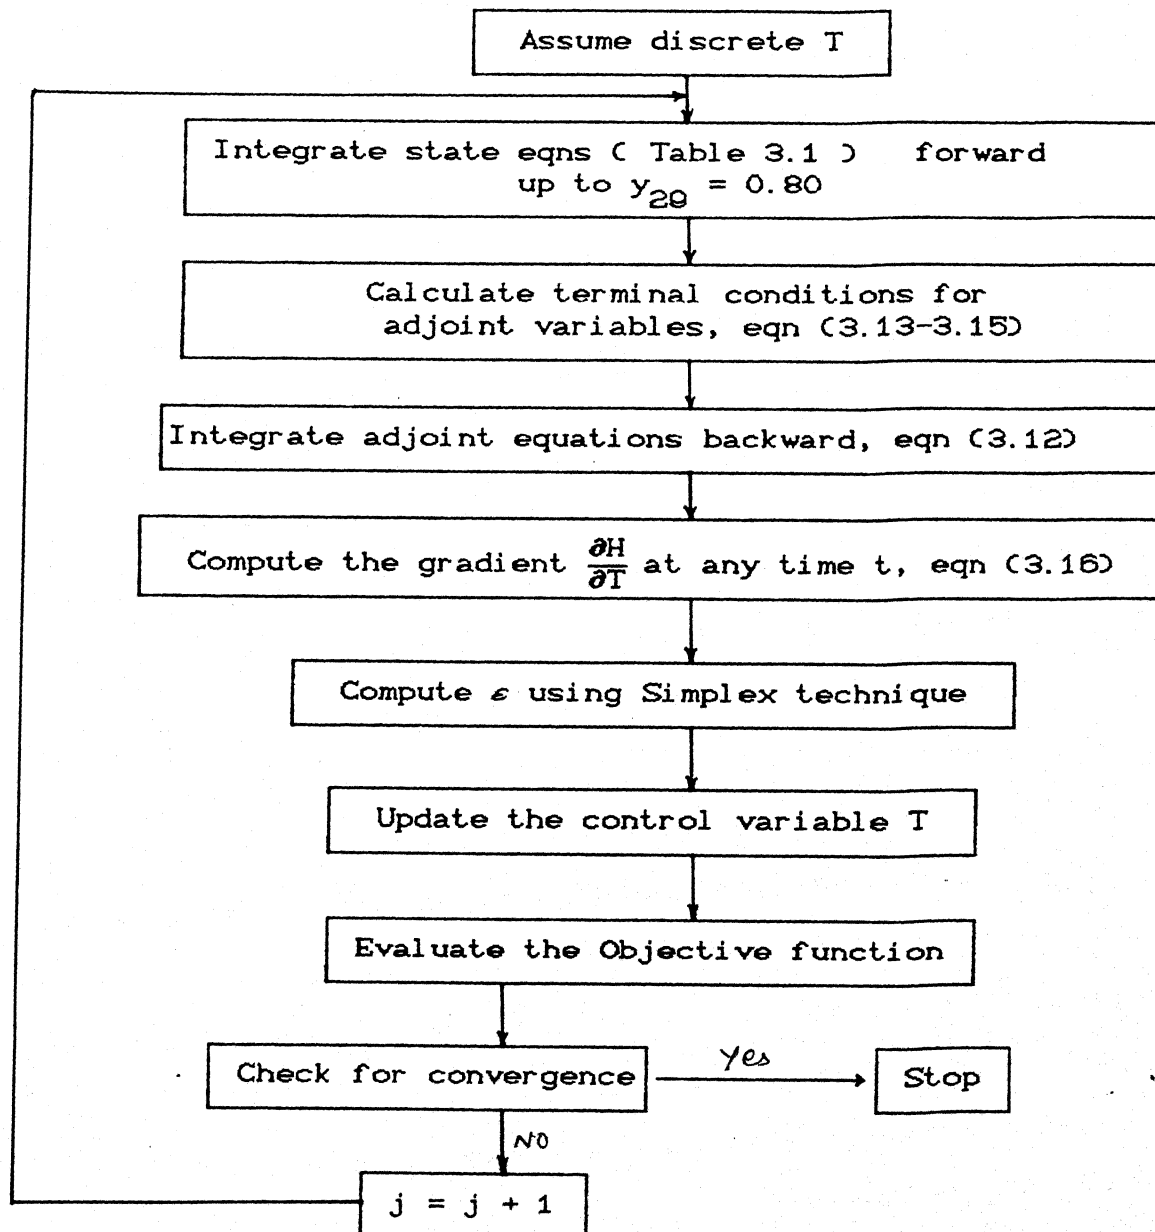 Assume discrete T
Integrate state eqns ( Table 3.1 ) forward
up to y₂₉ = 0.80
Calculate terminal conditions for
adjoint variables, eqn (3.13-3.15)
Integrate adjoint equations backward, eqn (3.12)
Compute the gradient ∂H/∂T at any time t, eqn (3.16)
Compute ε using Simplex technique
Update the control variable T
Evaluate the Objective function
Check for convergence
Yes
Stop
NO
j = j + 1